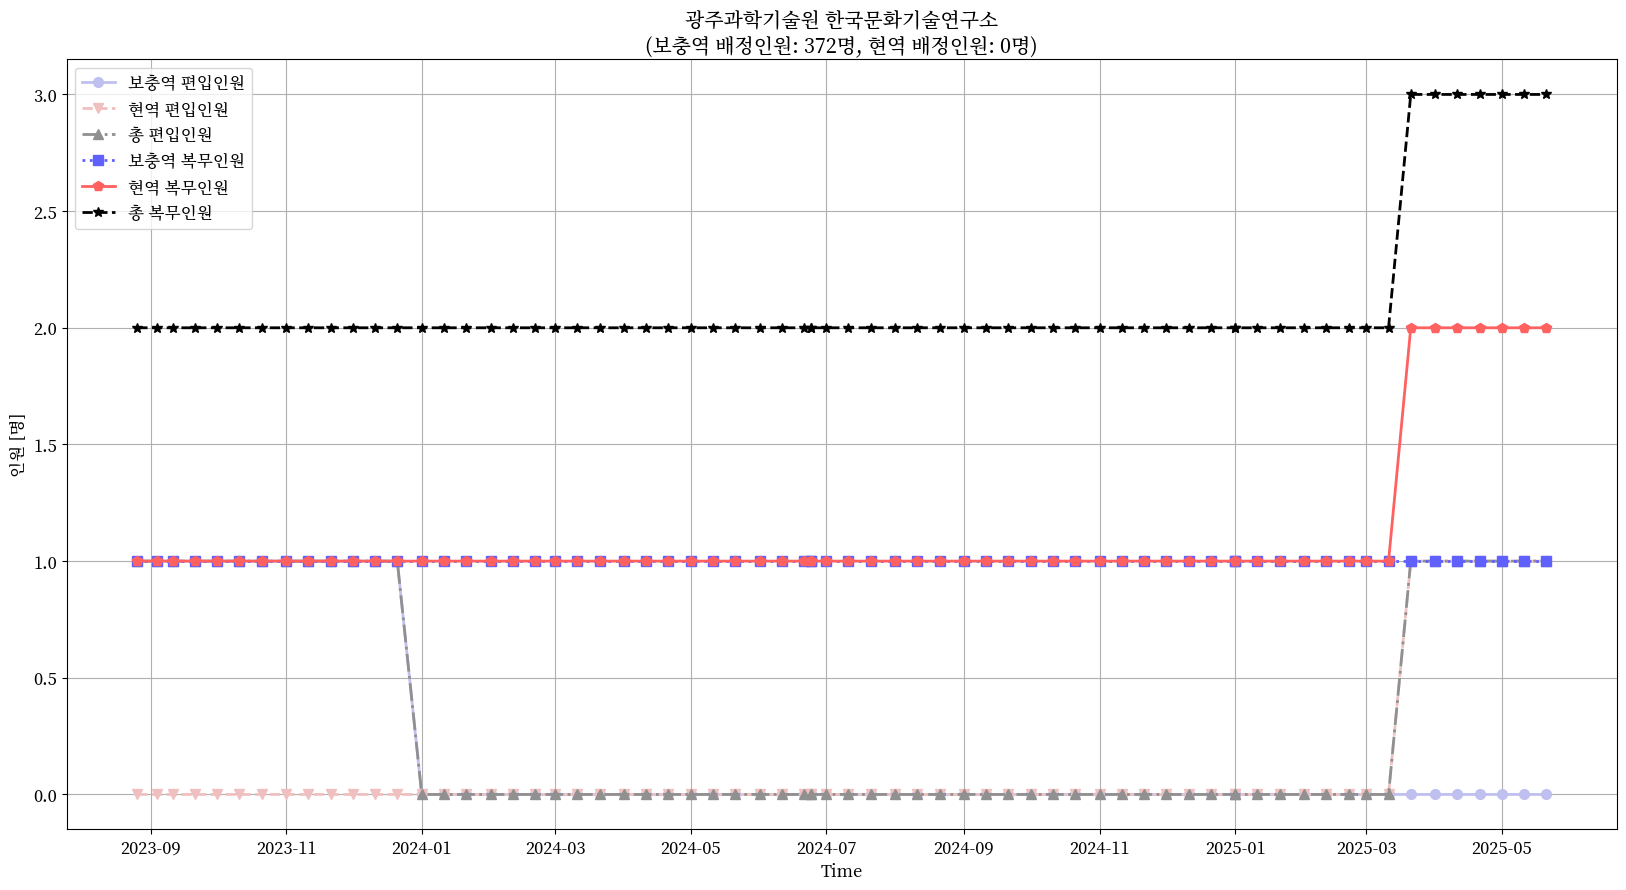 광주과학기술원 한국문화기술연구소
(보충역 배정인원: 372명, 현역 배정인원: 0명)
보충역 편입인원
현역 편입인원
총 편입인원
보충역 복무인원
현역 복무인원
총 복무인원
인원 [명]
3.0
2.5
2.0
1.5
1.0
0.5
0.0
2023-09 2023-11 2024-01 2024-03 2024-05 2024-07 2024-09 2024-11 2025-01 2025-03 2025-05
Time